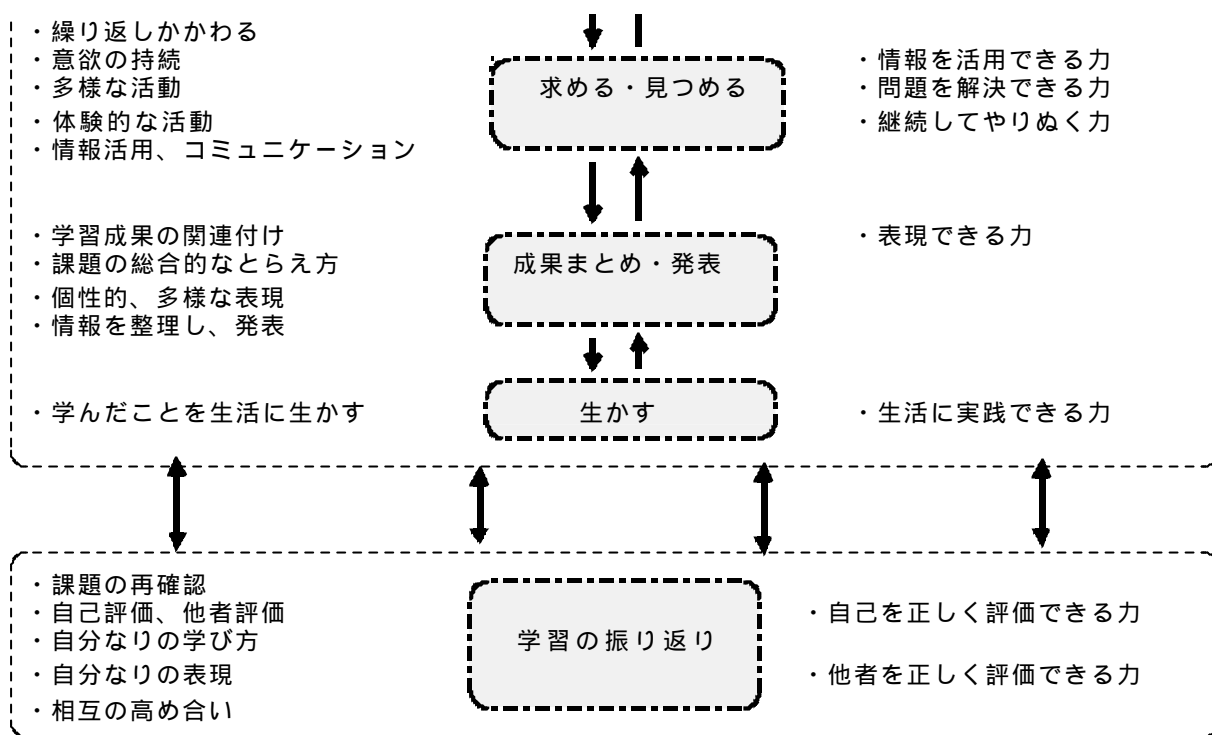 ・繰り返しかかわる
・意欲の持続
・多様な活動
・体験的な活動
・情報活用、コミュニケーション
求める・見つめる
・情報を活用できる力
・問題を解決できる力
・継続してやりぬく力
・学習成果の関連付け
・課題の総合的なとらえ方
・個性的、多様な表現
・情報を整理し、発表
成果まとめ・発表
・表現できる力
・学んだことを生活に生かす
生かす
・生活に実践できる力
・課題の再確認
・自己評価、他者評価
・自分なりの学び方
・自分なりの表現
・相互の高め合い
学習の振り返り
・自己を正しく評価できる力
・他者を正しく評価できる力